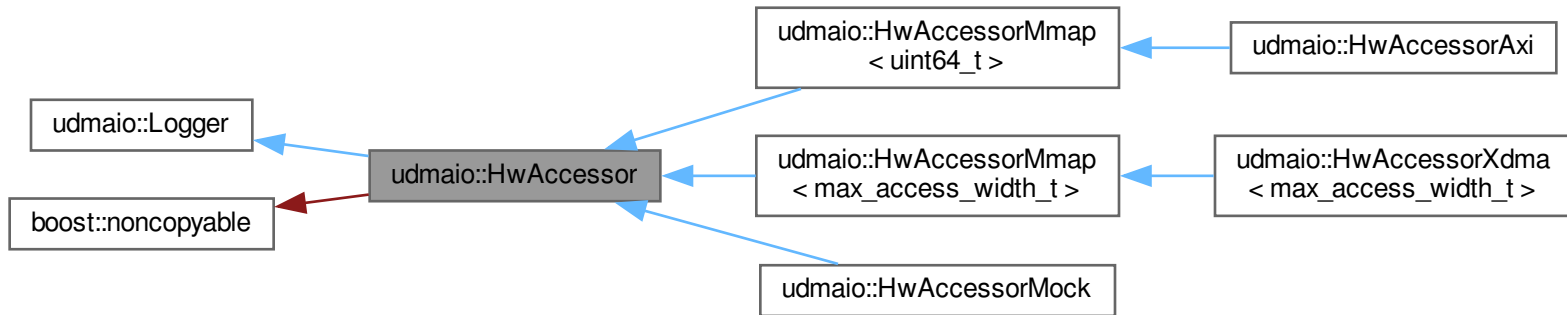 udmaio::Logger
boost::noncopyable
udmaio::HwAccessor
udmaio::HwAccessorMmap
< uint64_t >
udmaio::HwAccessorMmap
< max_access_width_t >
udmaio::HwAccessorMock
udmaio::HwAccessorAxi
udmaio::HwAccessorXdma
< max_access_width_t >